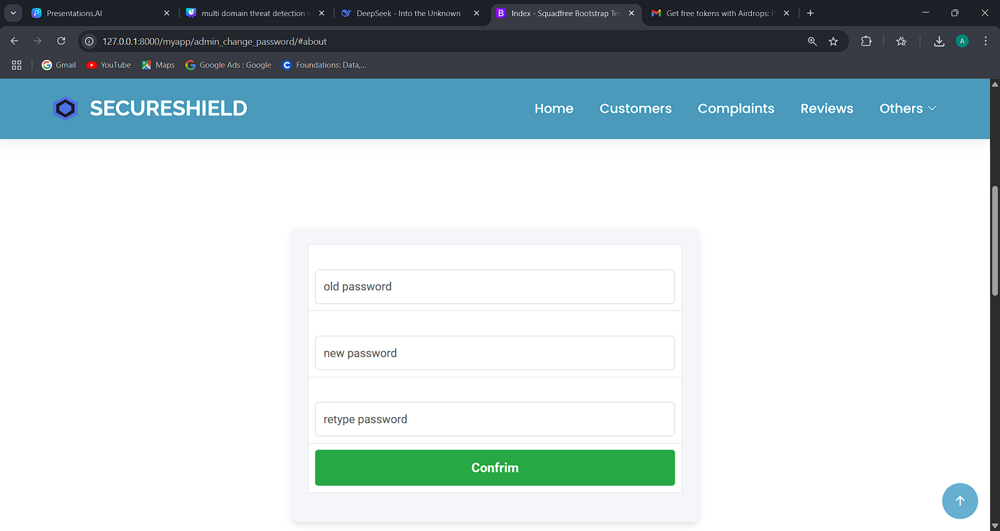 Presentations.AI
multi domain threat detection s
DeepSeek - Into the Unknown
Index - Squadfree Bootstrap Te
Get free tokens with Airdrops: P
127.0.0.1:8000/myapp/admin_change_password/#about
A
Gmail
YouTube
Maps
Google Ads : Google
Foundations: Data,...
SECURESHIELD
Home
Customers
Complaints
Reviews
Others
old password
new password
retype password
Confrim